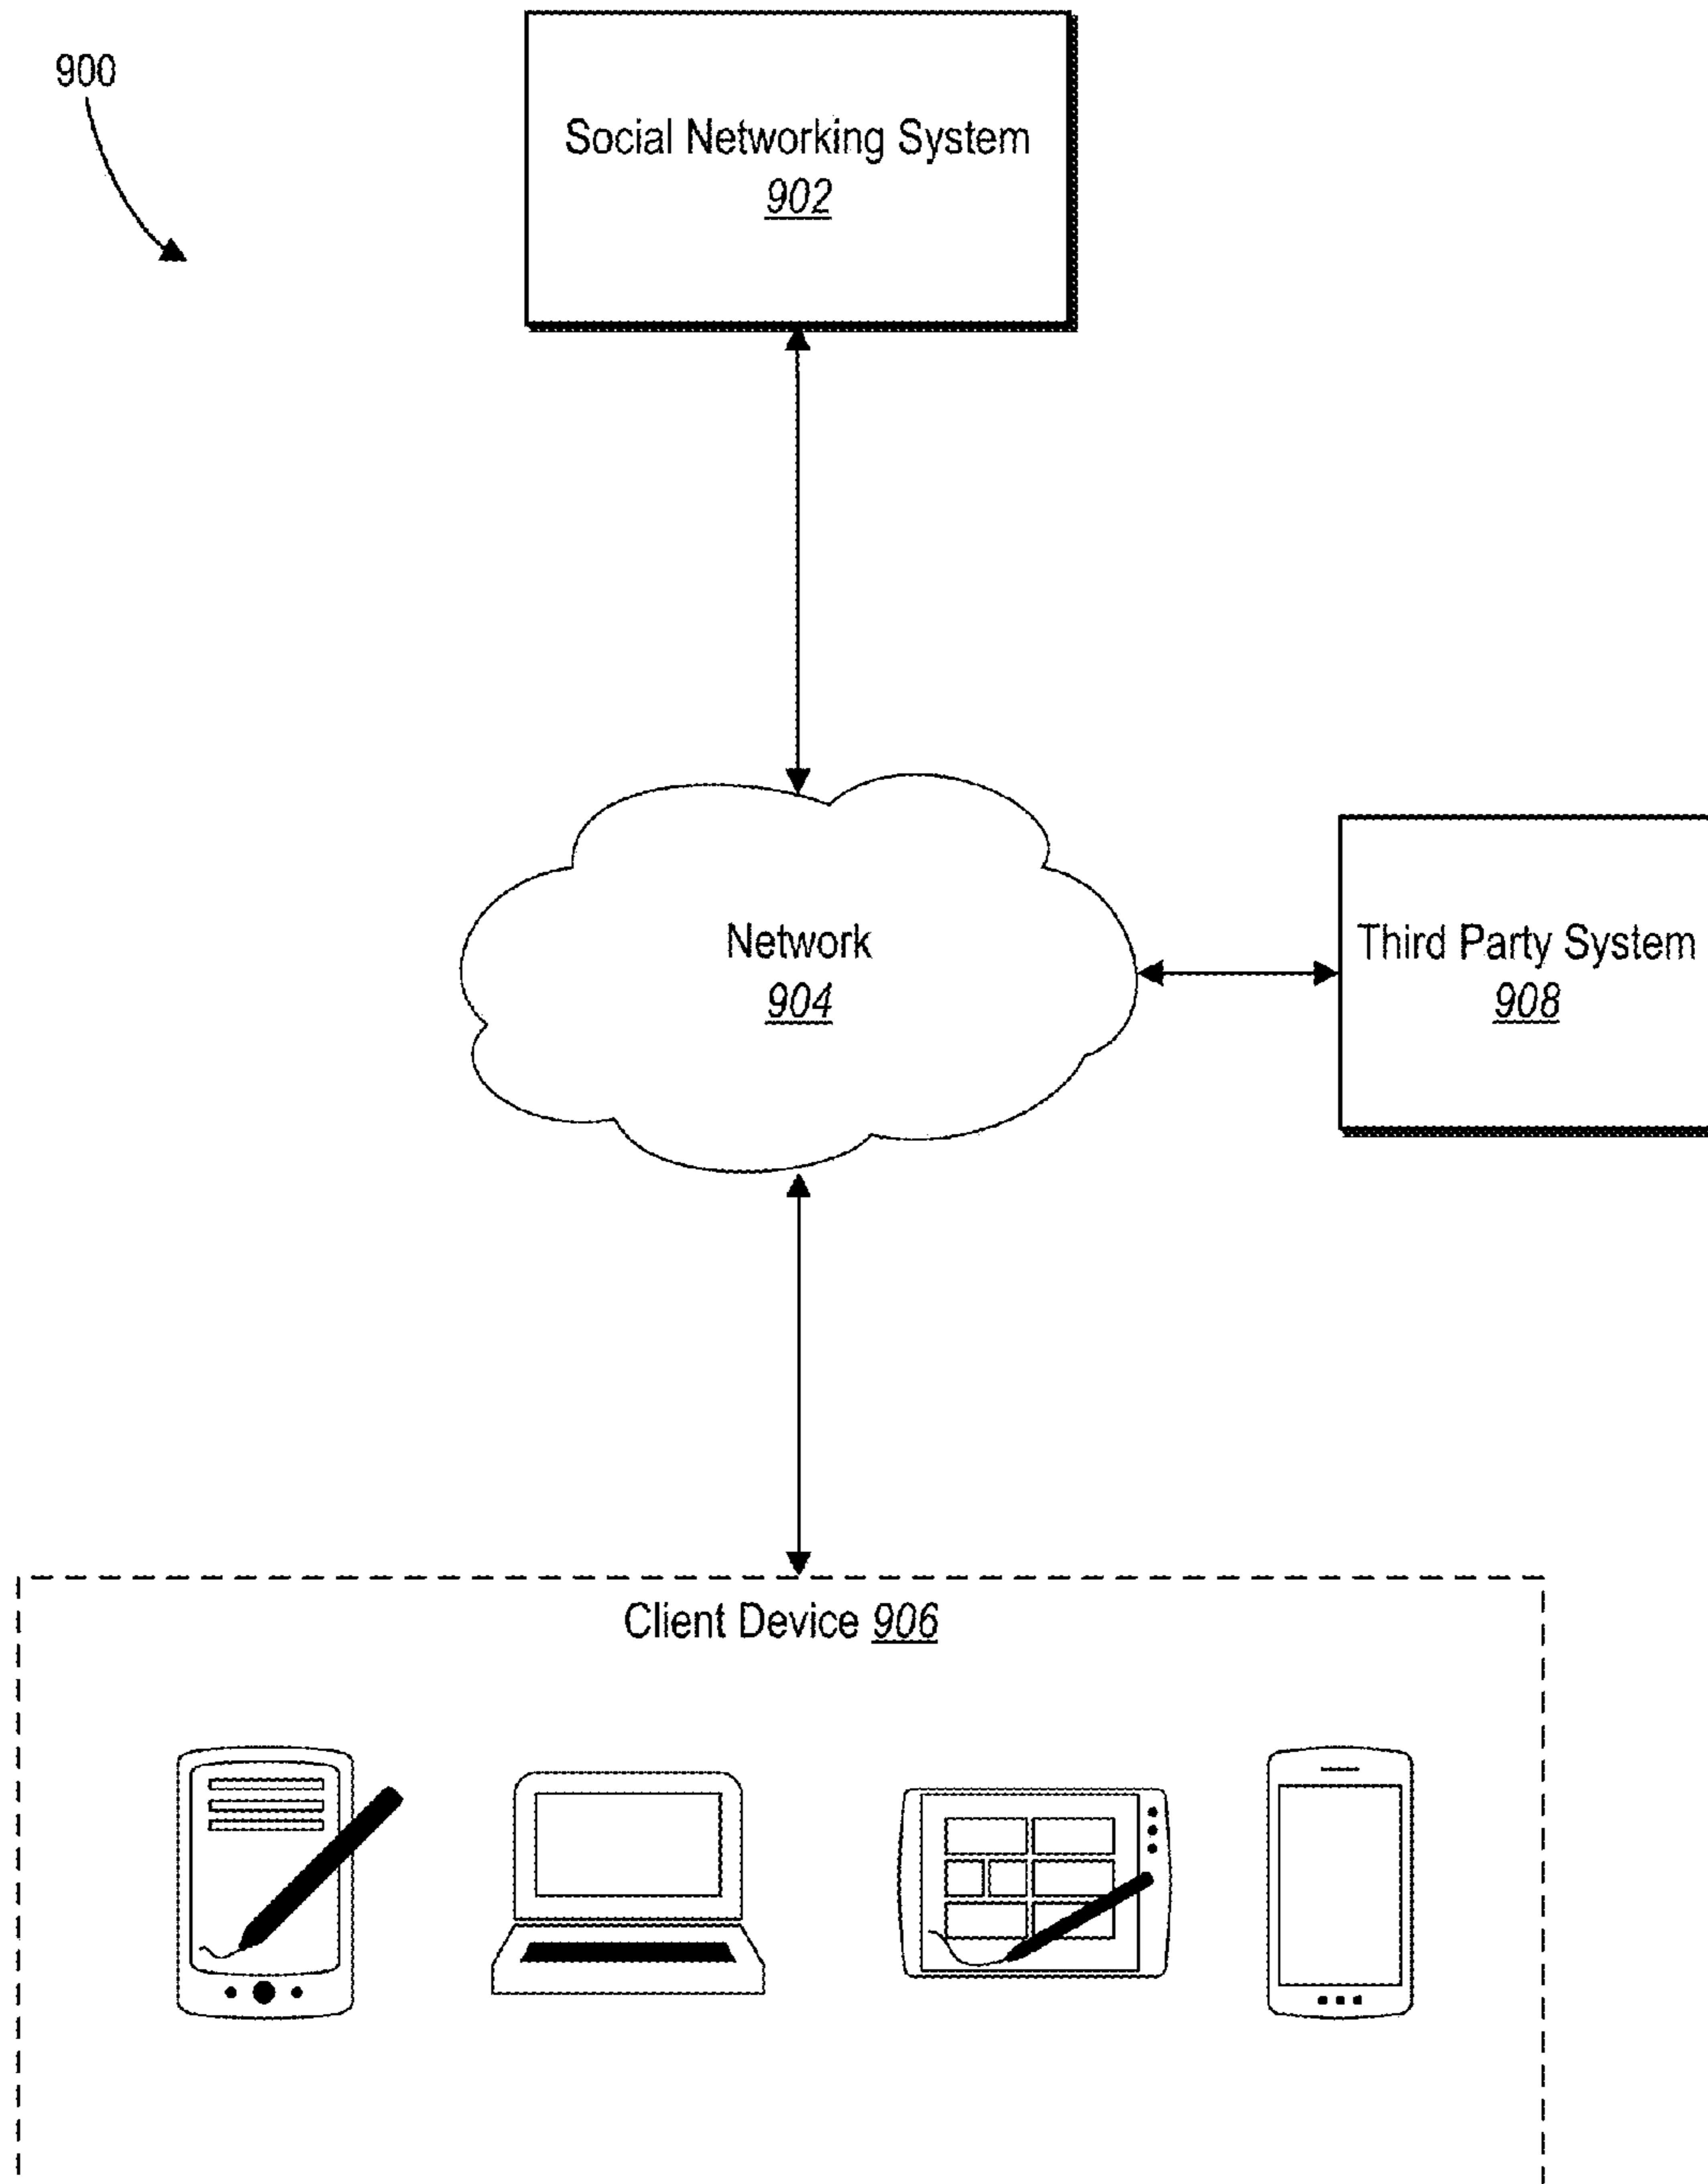 900
Social Networking System
902
Network
904
Third Party System
908
Client Device 906